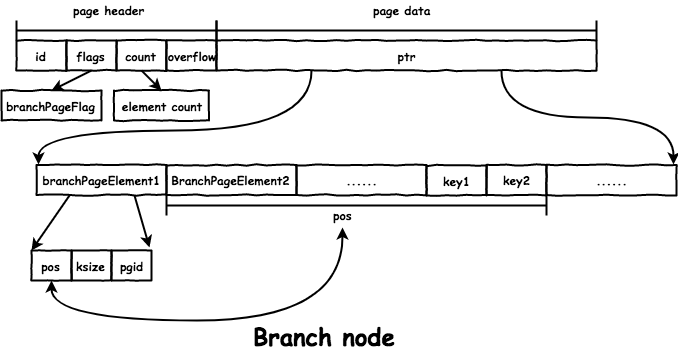 page header page data
id flags count overflow ptr
branchPageFlag element count
branchPageElement1 BranchPageElement2 ...... key1 key2 ......
pos
pos ksize pgid
Branch node